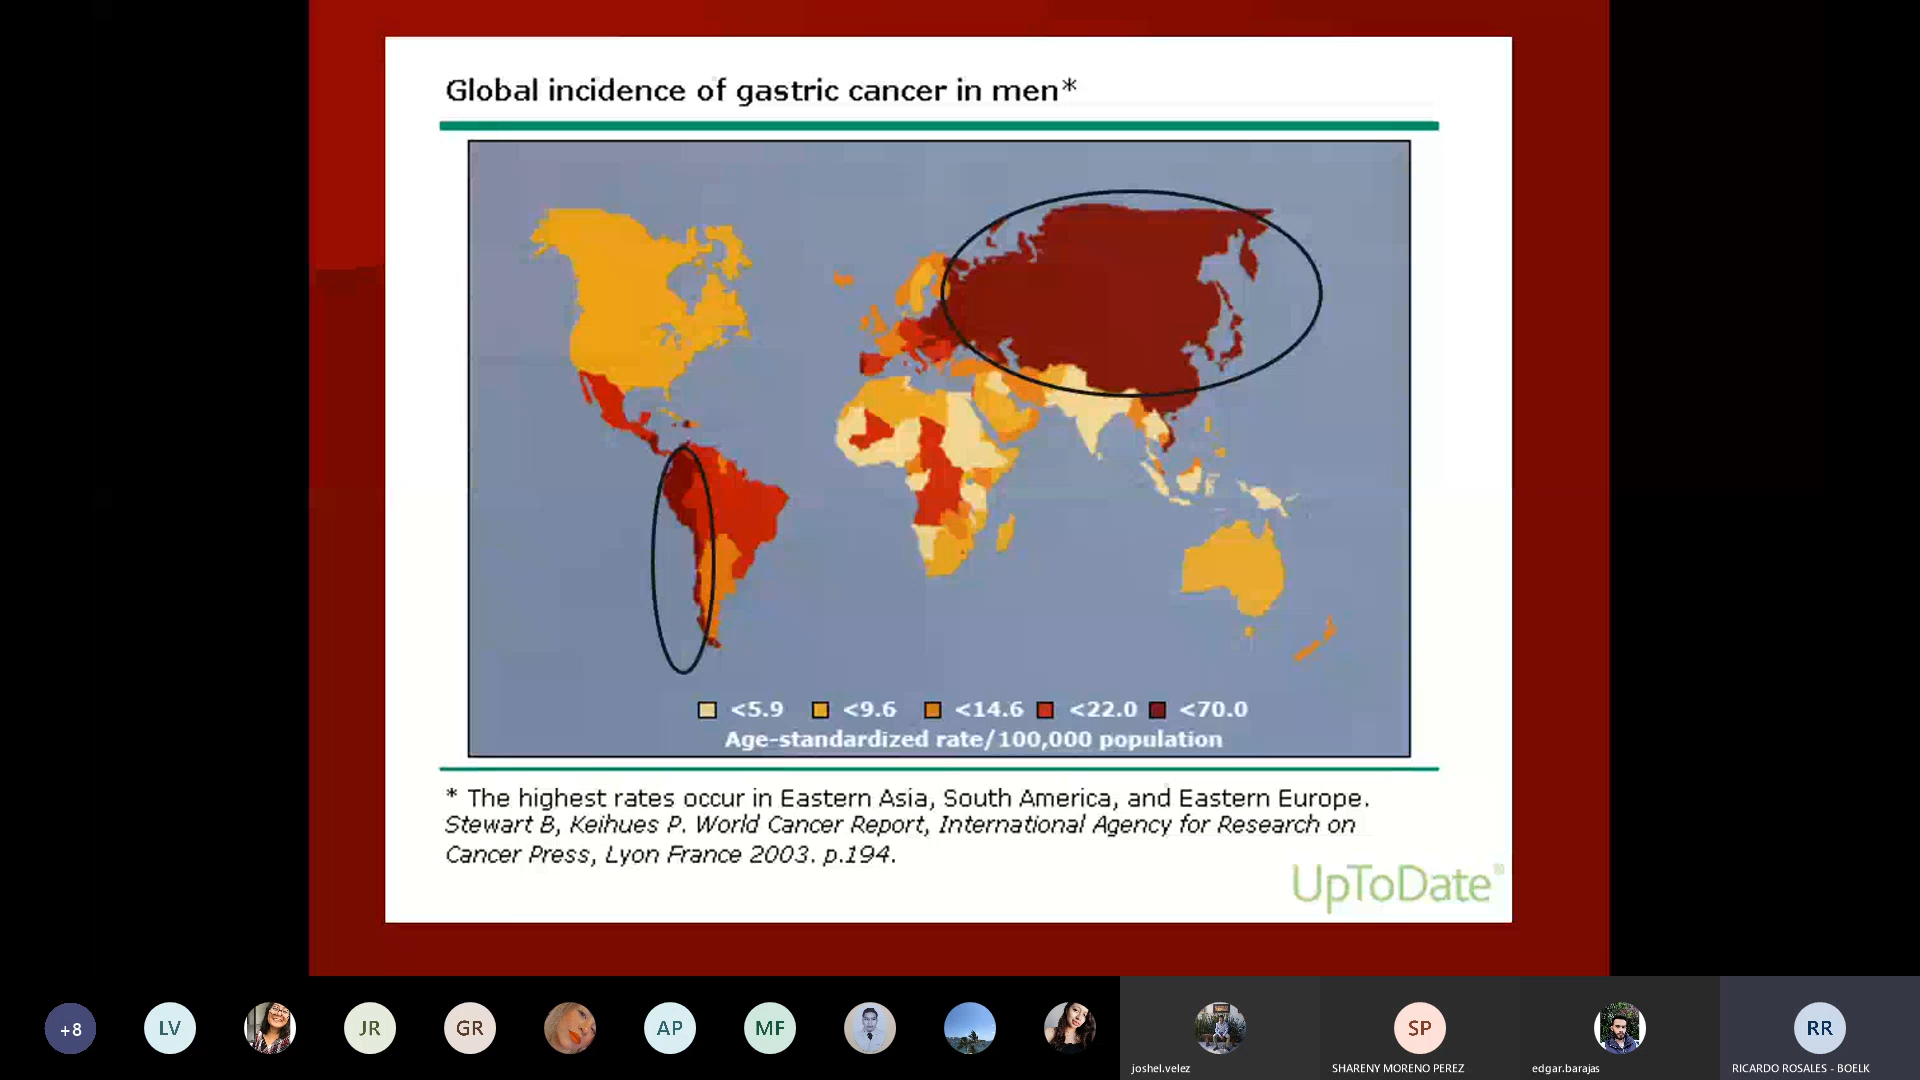 Global incidence of gastric cancer in men*
<5.9 <9.6 <14.6 <22.0 <70.0
Age-standardized rate/100,000 population
* The highest rates occur in Eastern Asia, South America, and Eastern Europe.
Stewart B, Keihues P. World Cancer Report, International Agency for Research on
Cancer Press, Lyon France 2003. p.194.
UpToDate®
+8 LV JR GR AP MF SP RR
joshel.velez SHARENY MORENO PEREZ edgar.barajas RICARDO ROSALES - BOELK